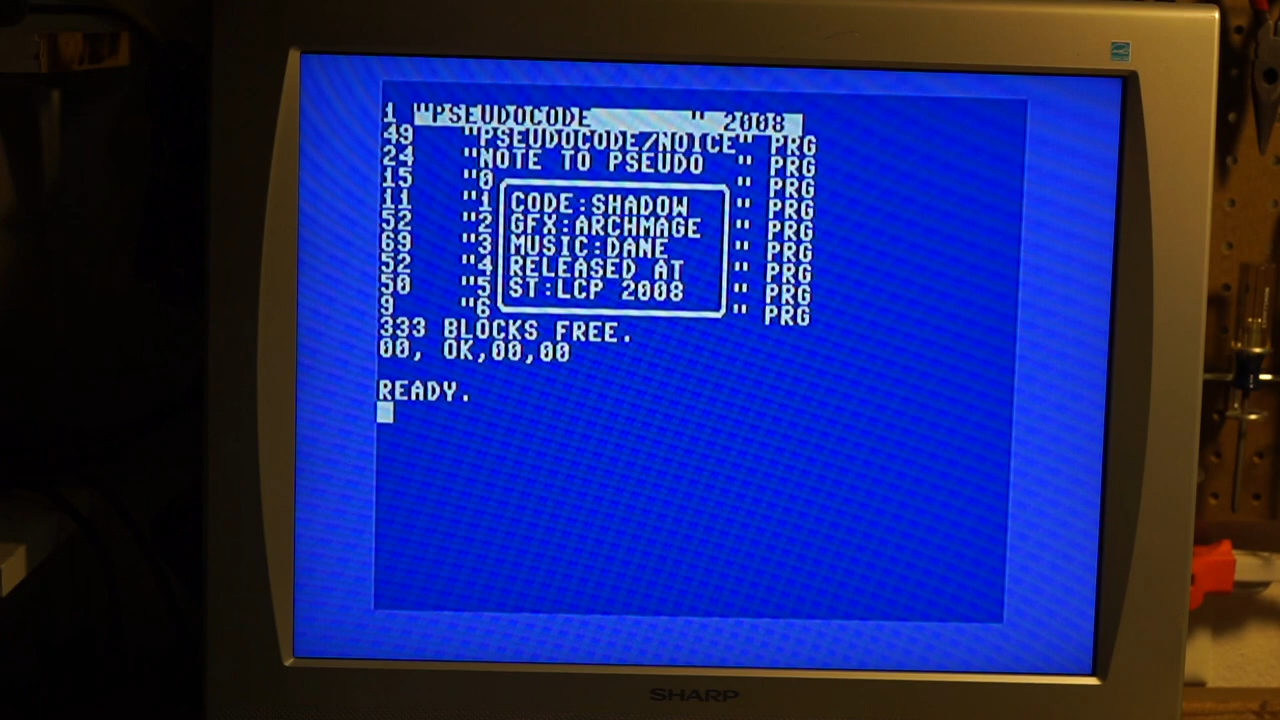 1 "PSEUDOCODE " 2008
49 "PSEUDOCODE/NOICE" PRG
24 "NOTE TO PSEUDO " PRG
15 "0 " PRG
11 "1 CODE:SHADOW " PRG
52 "2 GFX:ARCHMAGE " PRG
69 "3 MUSIC:DANE " PRG
52 "4 RELEASED AT " PRG
50 "5 ST:LCP 2008 " PRG
9 "6 " PRG
333 BLOCKS FREE.
00, OK,00,00
READY.
SHARP